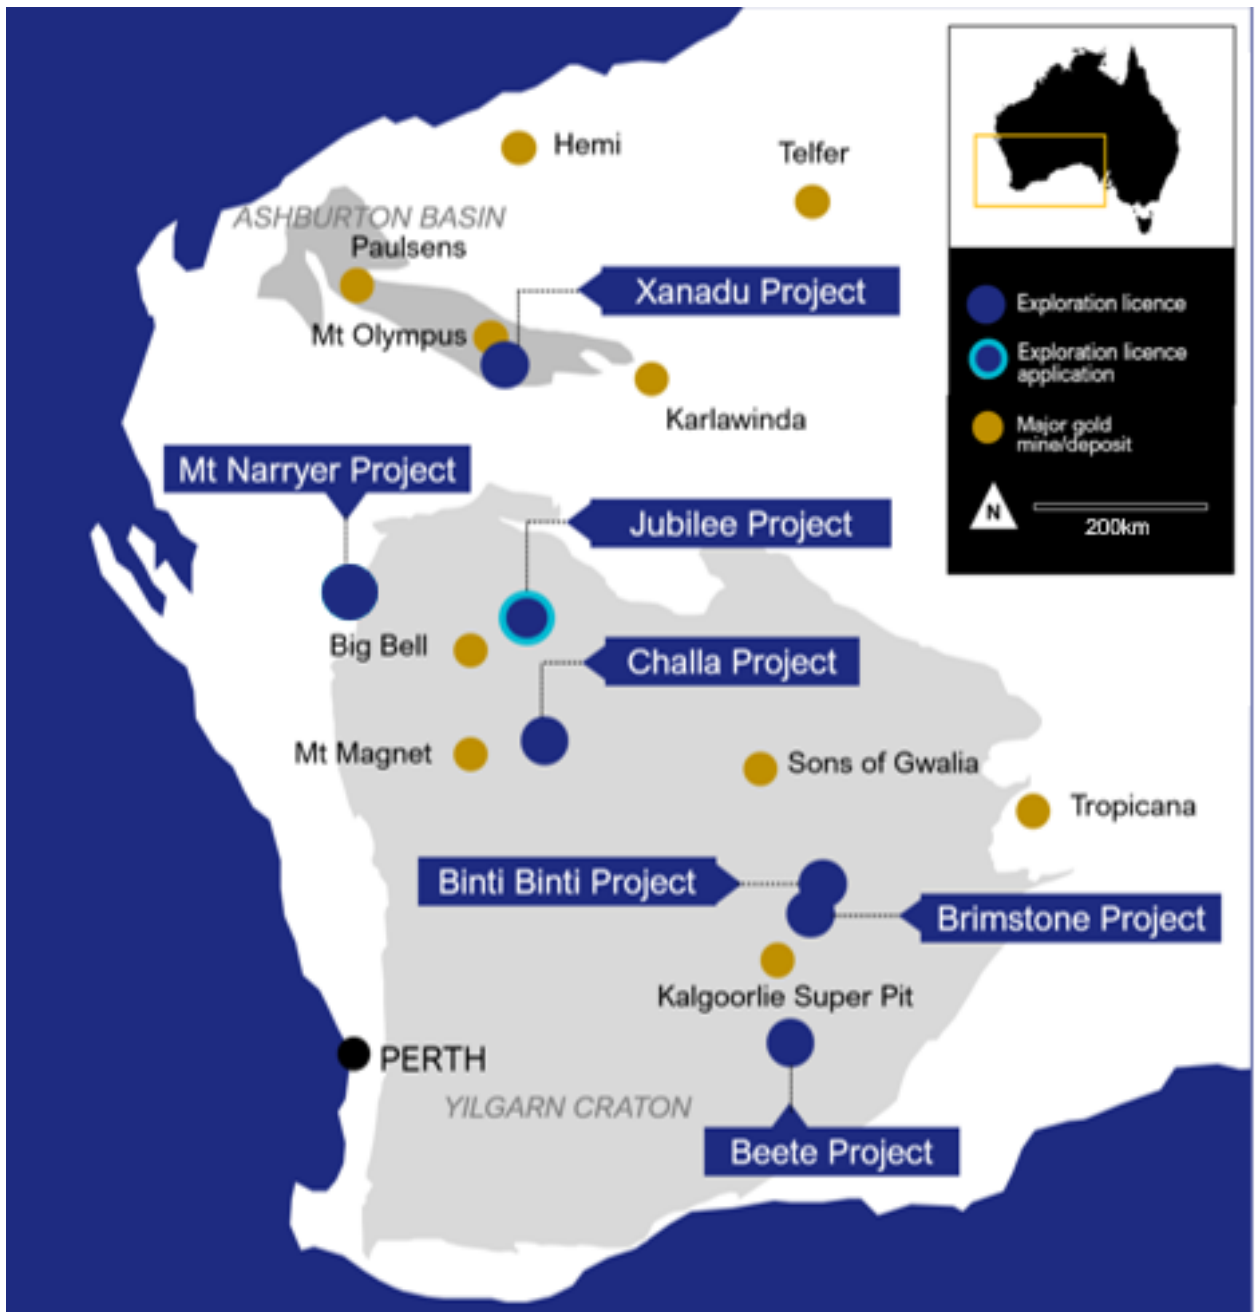 Hemi
Telfer
ASHBURTON BASIN
Paulsens
Xanadu Project
Mt Olympus
Karlawinda
Exploration licence
Exploration licence
application
Major gold
mine/deposit
N
200km
Mt Narryer Project
Jubilee Project
Big Bell
Challa Project
Mt Magnet
Sons of Gwalia
Tropicana
Binti Binti Project
Brimstone Project
Kalgoorlie Super Pit
PERTH
YILGARN CRATON
Beete Project